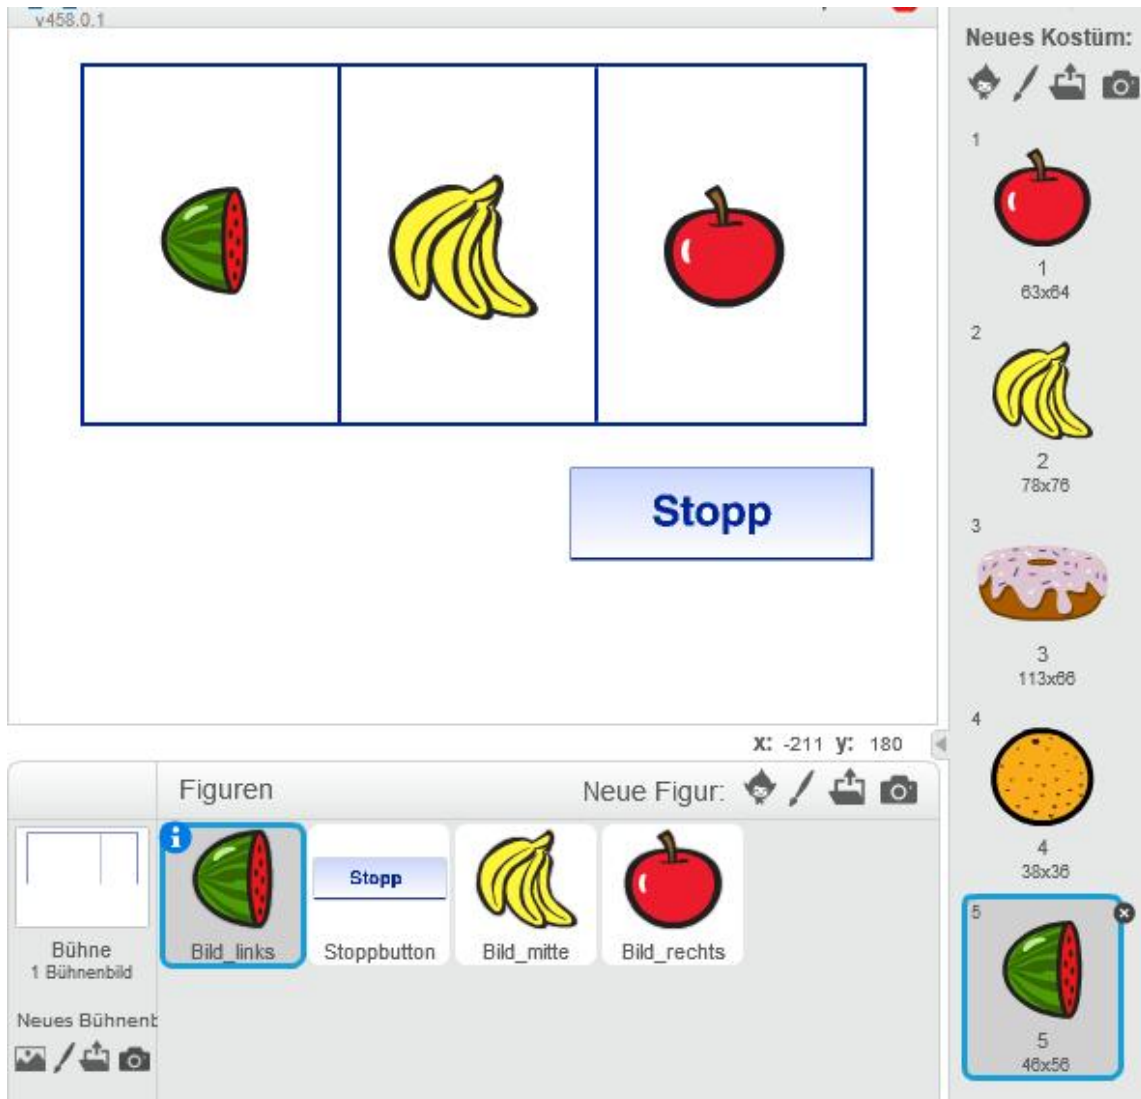 v458.0.1
Stopp
x: -211 y: 180
Figuren
Neue Figur:
Bühne
1 Bühnenbild
Neues Bühnenb
Bild_links
Stopp
Stoppbutton
Bild_mitte
Bild_rechts
Neues Kostüm:
1
1
63x64
2
2
78x76
3
3
113x66
4
4
38x36
5
5
46x56